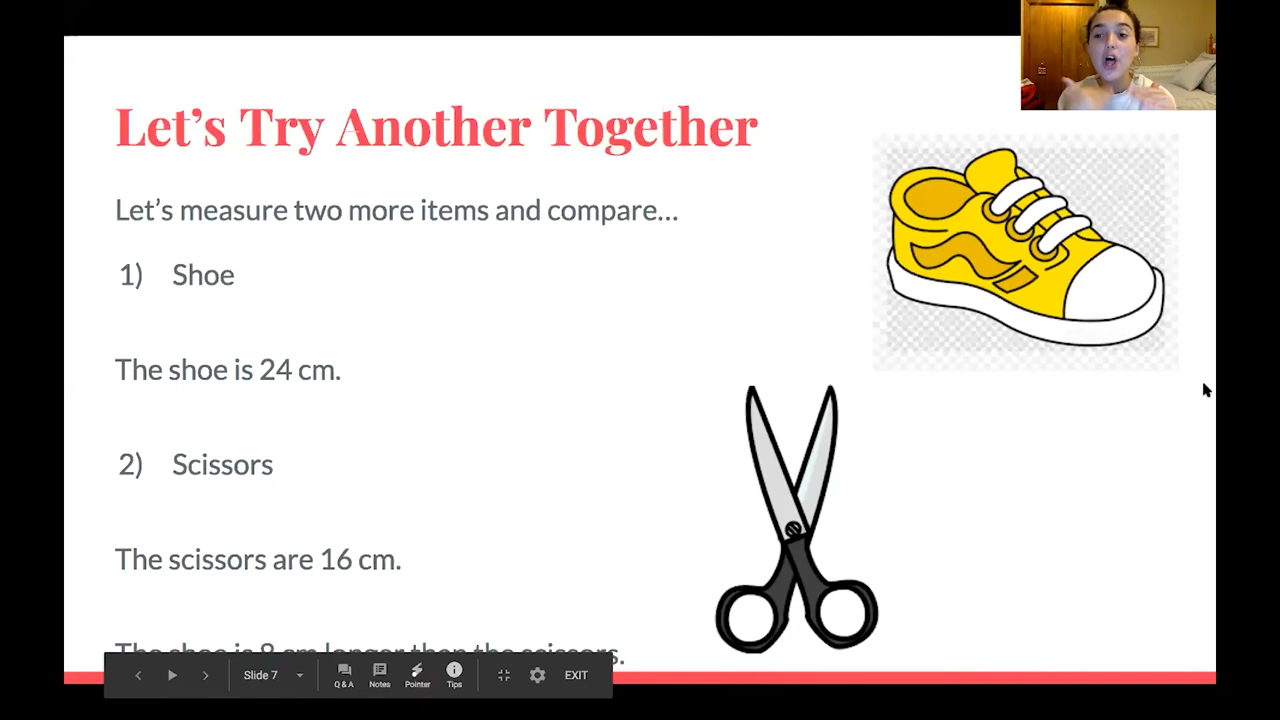 Let's Try Another Together
Let's measure two more items and compare...
1) Shoe
The shoe is 24 cm.
2) Scissors
The scissors are 16 cm.
The shoe is 8 cm longer than the scissors.
Slide 7
Q & A
Notes
Pointer
Tips
EXIT